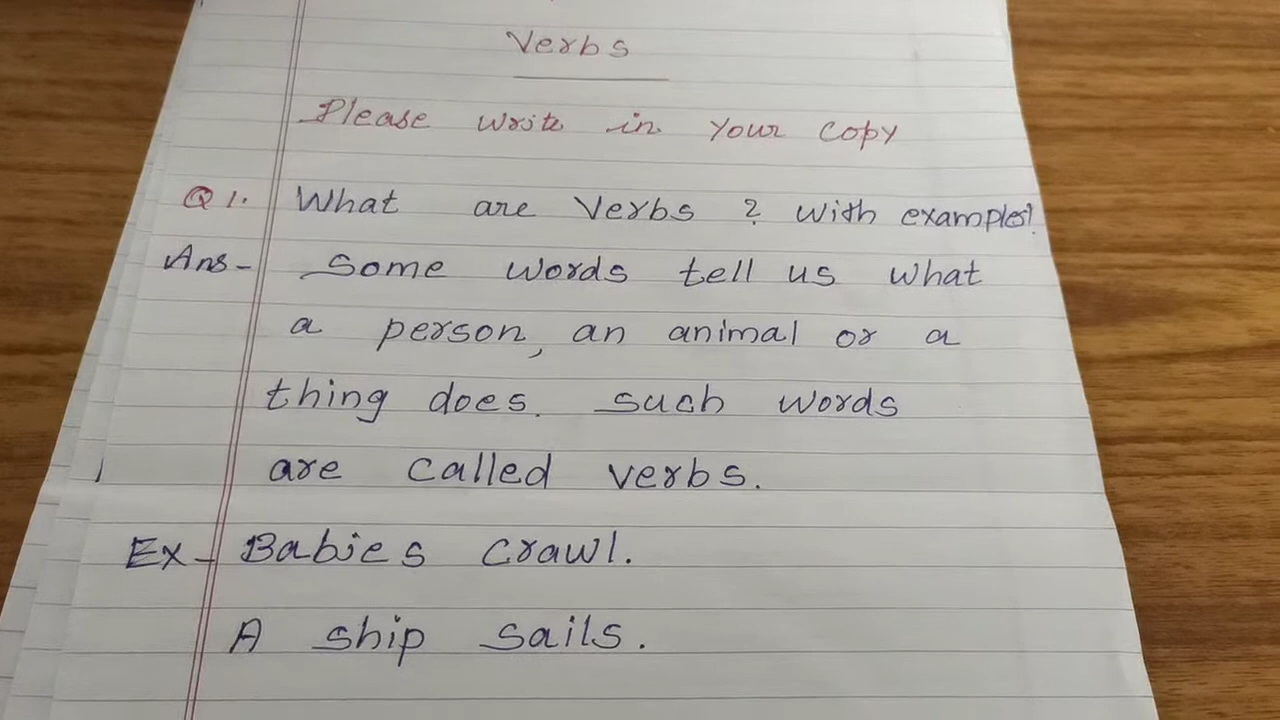 Verbs
Please write in your copy
Q1. What are Verbs ? with examples?
Ans- Some words tell us what
a person, an animal or a
thing does. Such words
are called verbs.
Ex- Babies crawl.
A ship sails.